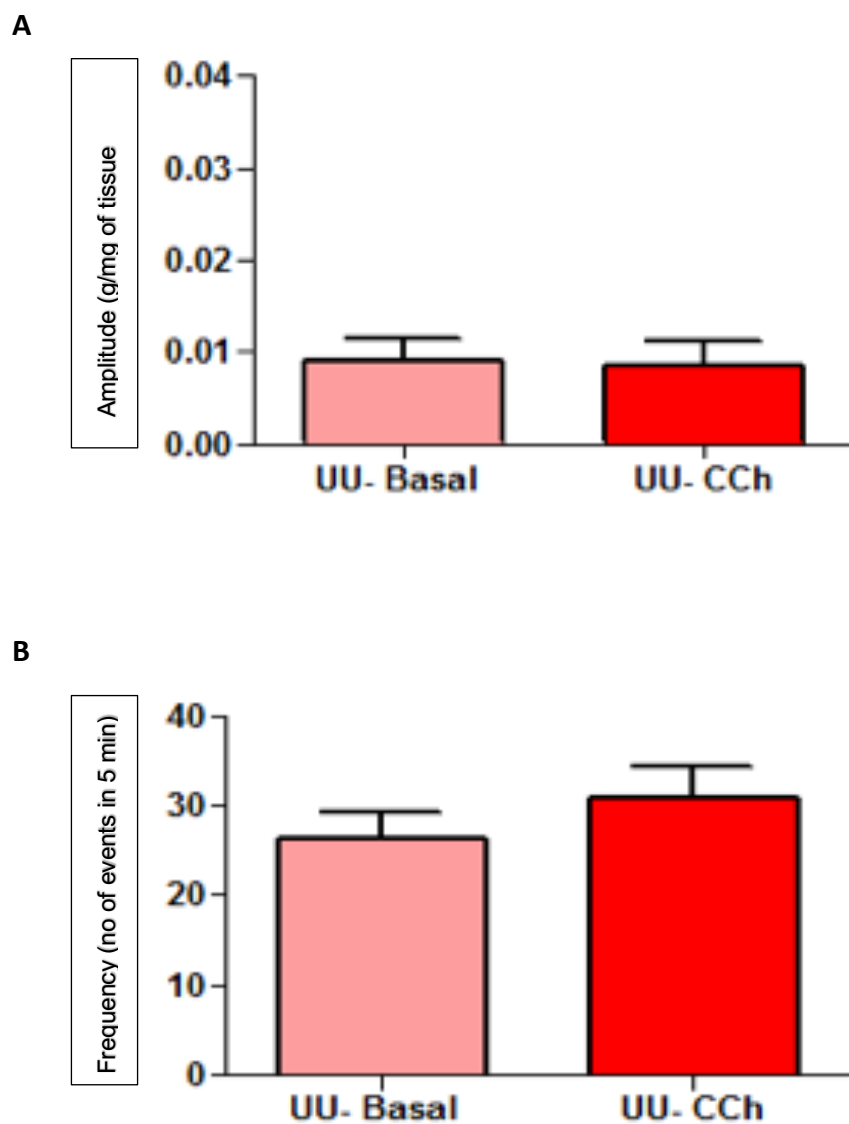 A
Amplitude (g/mg of tissue
0.04
0.03
0.02
0.01
0.00
UU- Basal UU- CCh
B
Frequency (no of events in 5 min)
40
30
20
10
0
UU- Basal UU- CCh